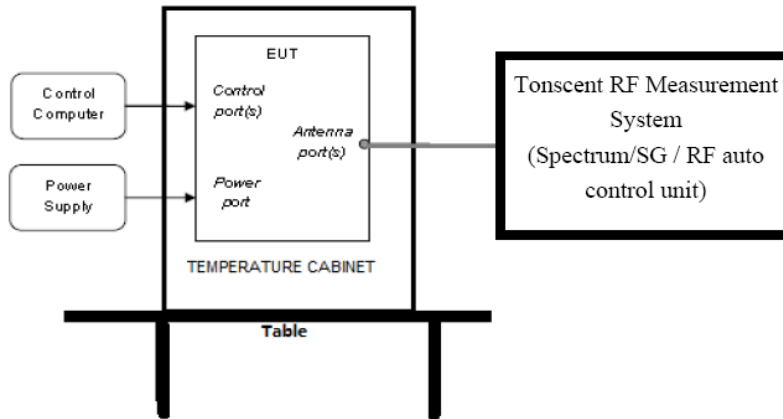 EUT
Control
Computer
Control
port(s)
Antenna
port(s)
Power
Supply
Power
port
TEMPERATURE CABINET
Table
Tonscent RF Measurement
System
(Spectrum/SG / RF auto
control unit)